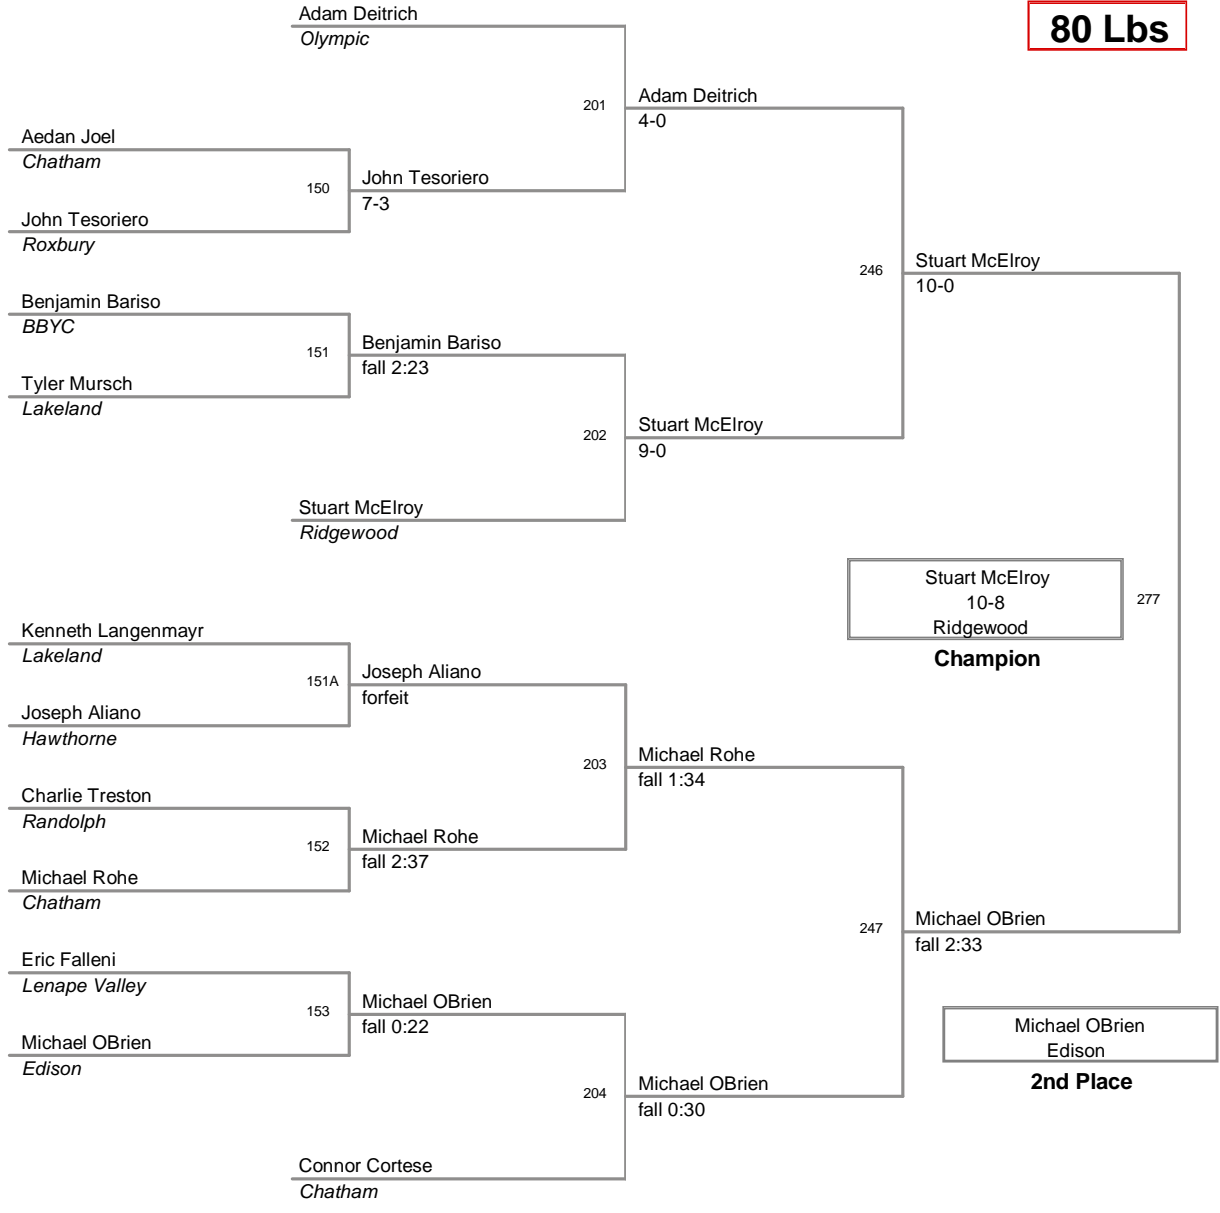 Adam Deitrich
Olympic
80 Lbs
201
Adam Deitrich
4-0
Aedan Joel
Chatham
150
John Tesoriero
7-3
John Tesoriero
Roxbury
246
Stuart McElroy
10-0
Benjamin Bariso
BBYC
151
Benjamin Bariso
fall 2:23
Tyler Mursch
Lakeland
202
Stuart McElroy
9-0
Stuart McElroy
Ridgewood
Stuart McElroy
10-8
Ridgewood
277
Champion
Kenneth Langenmayr
Lakeland
151A
Joseph Aliano
forfeit
Joseph Aliano
Hawthorne
203
Michael Rohe
fall 1:34
Charlie Treston
Randolph
152
Michael Rohe
fall 2:37
Michael Rohe
Chatham
247
Michael OBrien
fall 2:33
Eric Falleni
Lenape Valley
153
Michael OBrien
fall 0:22
Michael OBrien
Edison
Michael OBrien
Edison
2nd Place
204
Michael OBrien
fall 0:30
Connor Cortese
Chatham